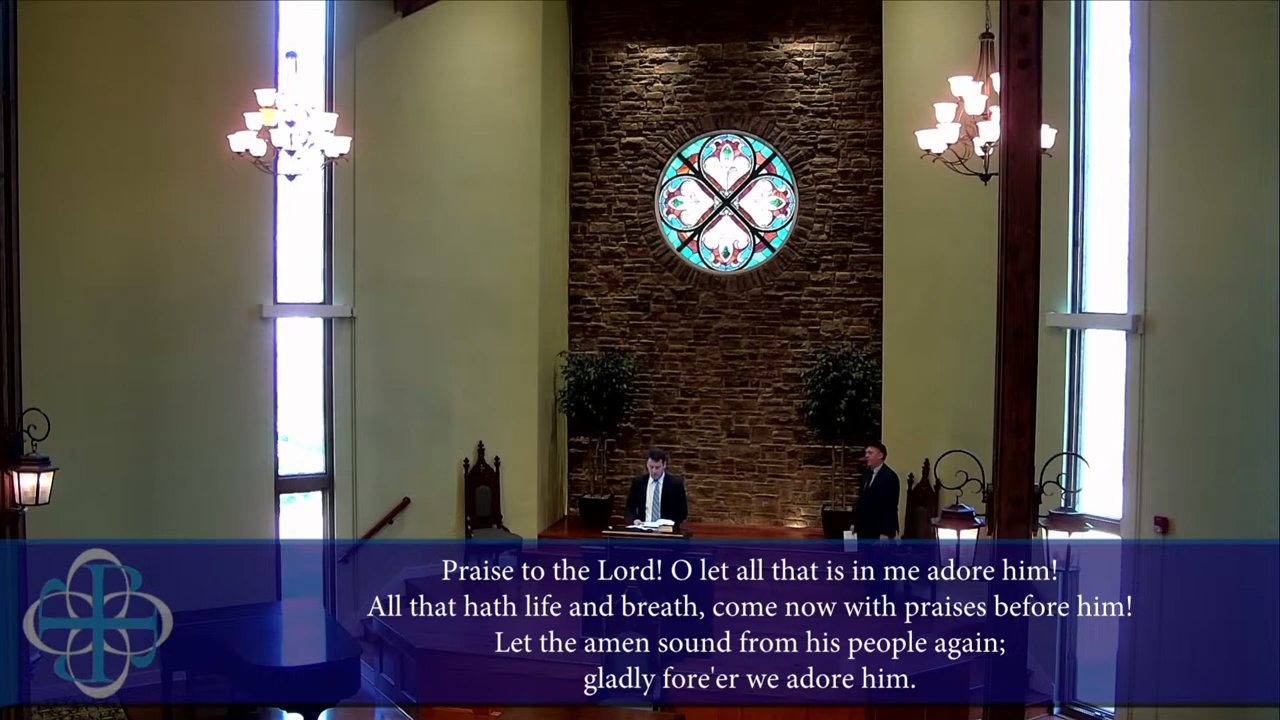 Praise to the Lord! O let all that is in me adore him!
All that hath life and breath, come now with praises before him!
Let the amen sound from his people again;
gladly fore'er we adore him.